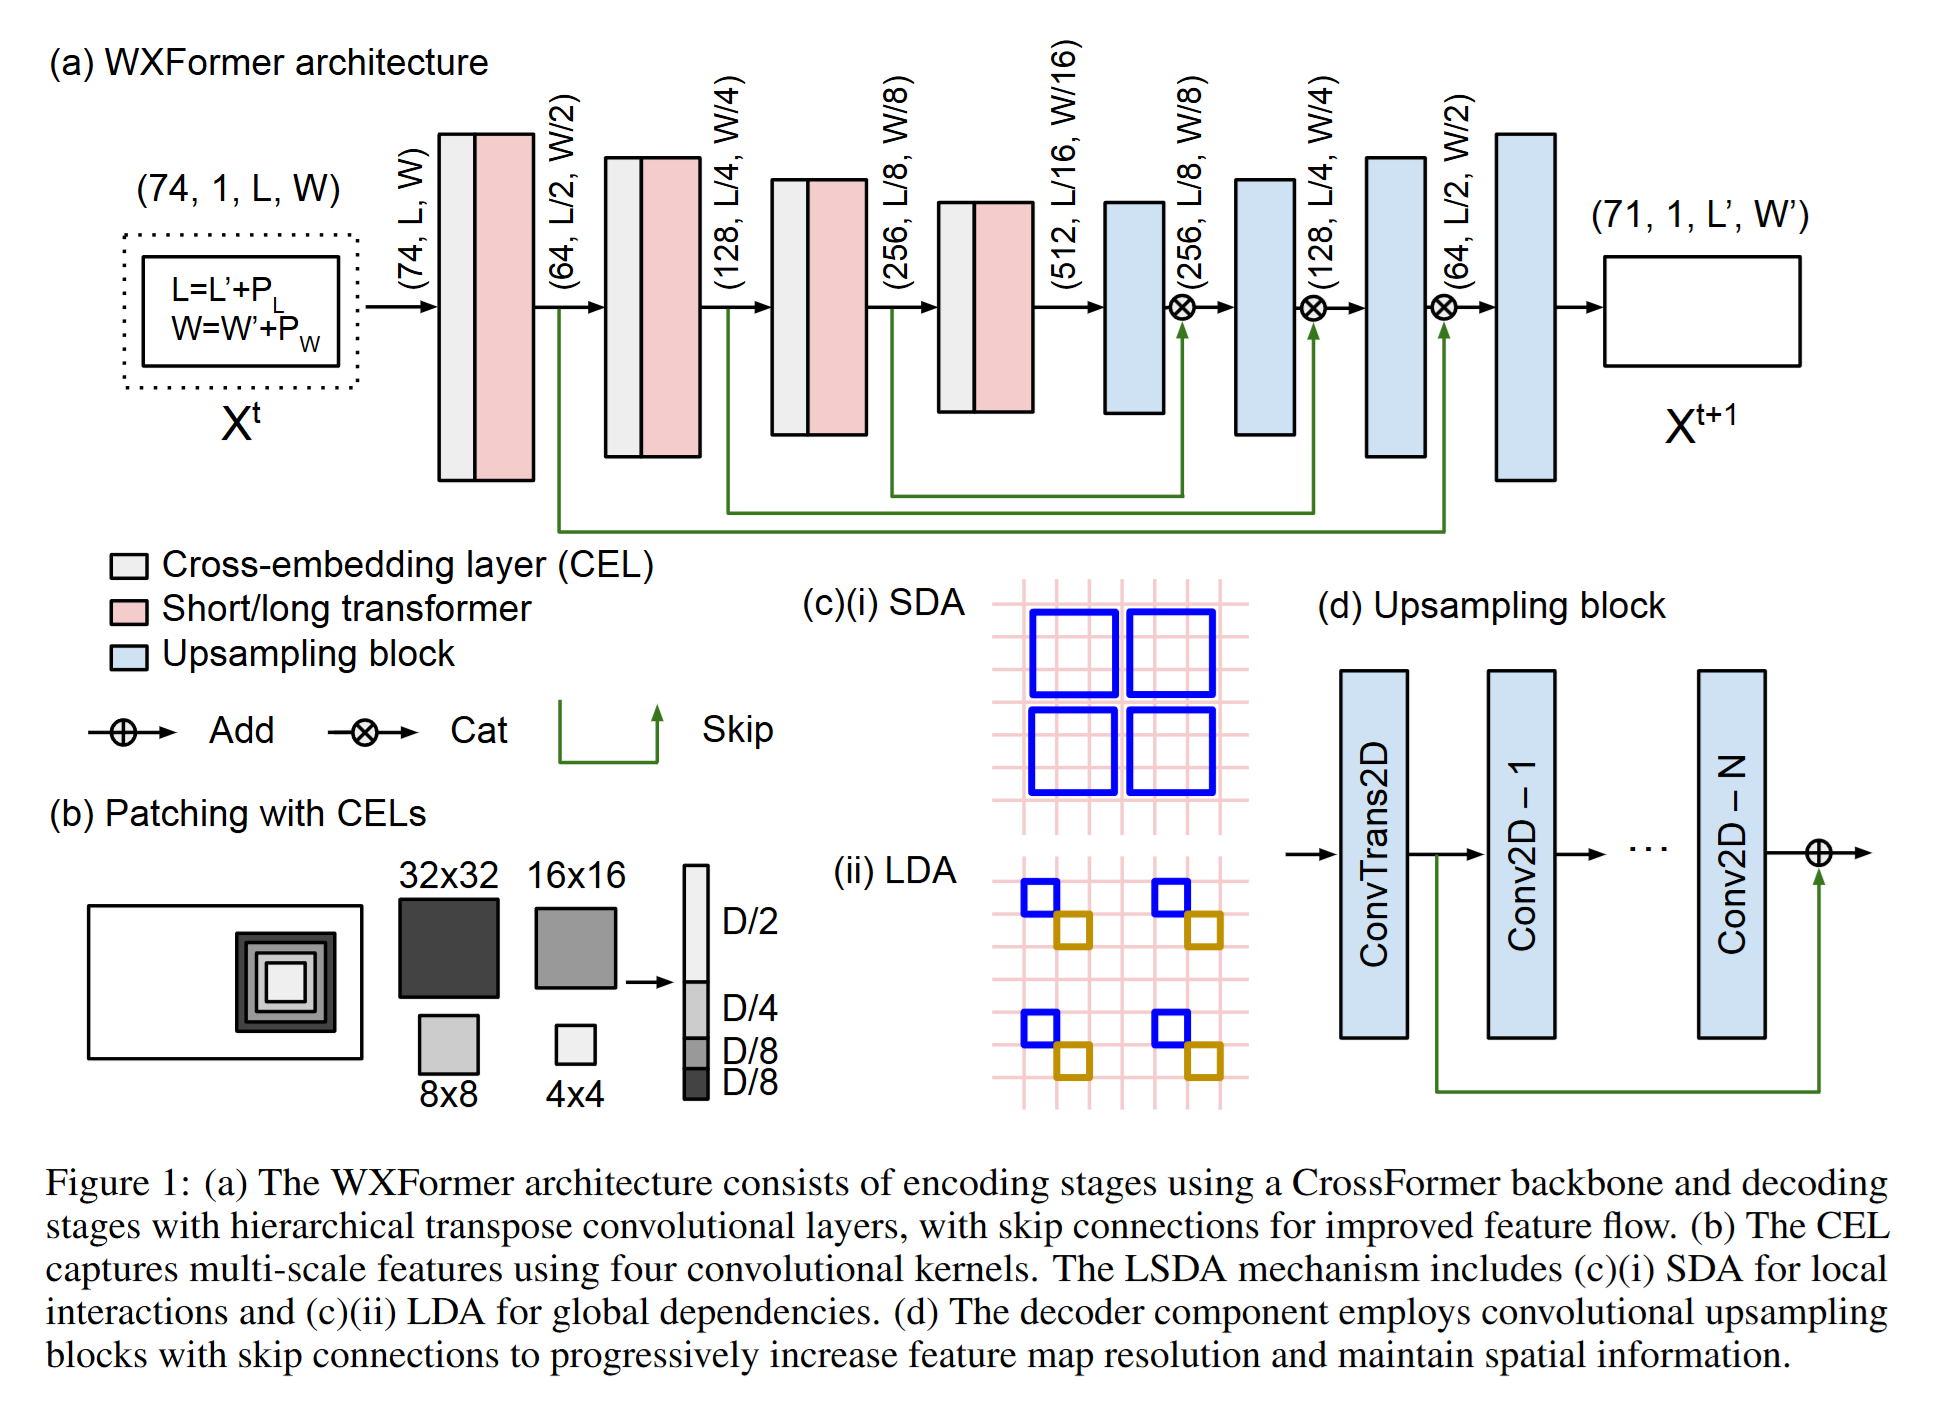 (a) WXFormer architecture
(74, 1, L, W)
L=L’+P_L
W=W’+P_W
X^t
(74, L, W)
(64, L/2, W/2)
(128, L/4, W/4)
(256, L/8, W/8)
(512, L/16, W/16)
(256, L/8, W/8)
(128, L/4, W/4)
(64, L/2, W/2)
(71, 1, L’, W’)
X^t+1
Cross-embedding layer (CEL)
Short/long transformer
Upsampling block
Add
Cat
Skip
(b) Patching with CELs
32x32
16x16
8x8
4x4
D/2
D/4
D/8
D/8
(c)(i) SDA
(ii) LDA
(d) Upsampling block
ConvTrans2D
Conv2D – 1
...
Conv2D – N
Figure 1: (a) The WXFormer architecture consists of encoding stages using a CrossFormer backbone and decoding
stages with hierarchical transpose convolutional layers, with skip connections for improved feature flow. (b) The CEL
captures multi-scale features using four convolutional kernels. The LSDA mechanism includes (c)(i) SDA for local
interactions and (c)(ii) LDA for global dependencies. (d) The decoder component employs convolutional upsampling
blocks with skip connections to progressively increase feature map resolution and maintain spatial information.